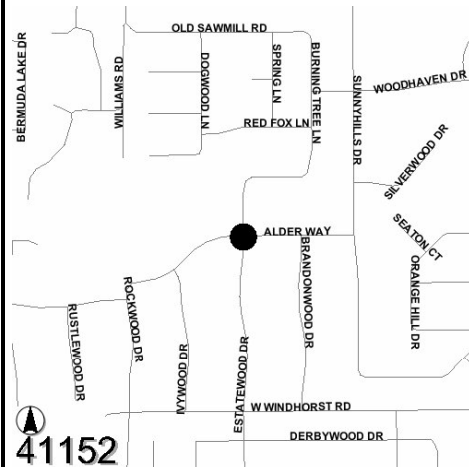 OLD SAWMILL RD
BERMUDA LAKE DR
WILLIAMS RD
DOGWOOD LN
SPRING LN
BURNING TREE LN
SUNNYHILLS DR
WOODHAVEN DR
RED FOX LN
SILVERWOOD DR
SEATON CT
ORANGE HILL DR
ALDER WAY
BRANDONWOOD DR
RUSTLEWOOD DR
ROCKWOOD DR
IVYWOOD DR
ESTATEWOOD DR
W WINDHORST RD
DERBYWOOD DR
41152